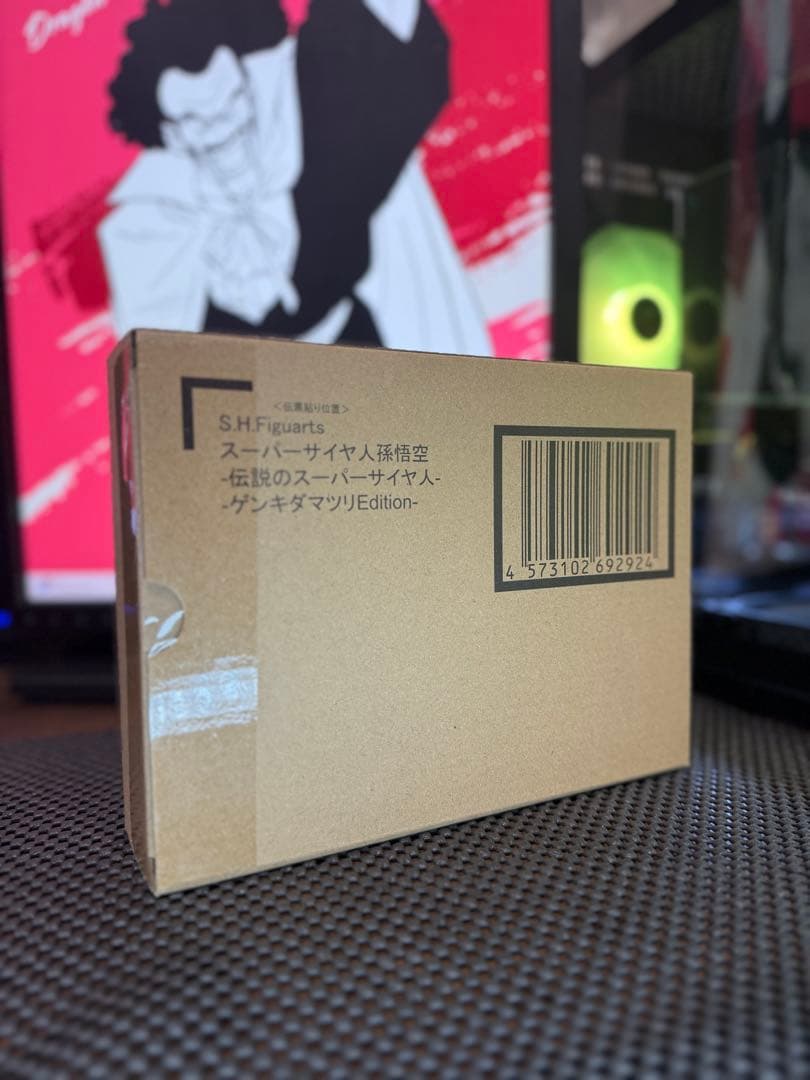 <伝票貼り位置>
S.H.Figuarts
スーパーサイヤ人孫悟空
-伝説のスーパーサイヤ人-
-ゲンキダマツリEdition-
4 573102 692924